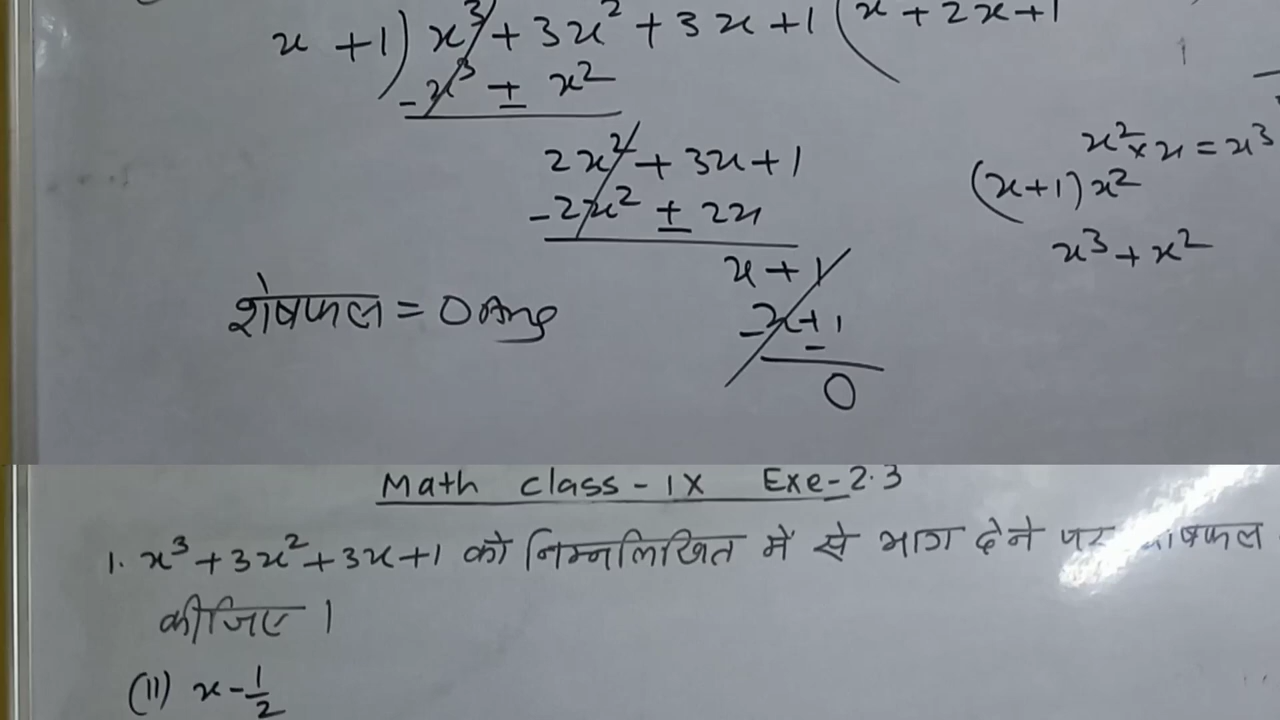 x + 1) x³ + 3x² + 3x + 1 (x + 2x + 1
- x³ ± x²
2x² + 3x + 1
- 2x² ± 2x
x + 1
- x + 1
-
0
शेषफल = 0 Ans
x² × x = x³
(x + 1) x²
x³ + x²
Math class - IX Exe - 2.3
1. x³ + 3x² + 3x + 1 को निम्नलिखित में से भाग देने पर
कीजिए ।
(II) x - 1/2